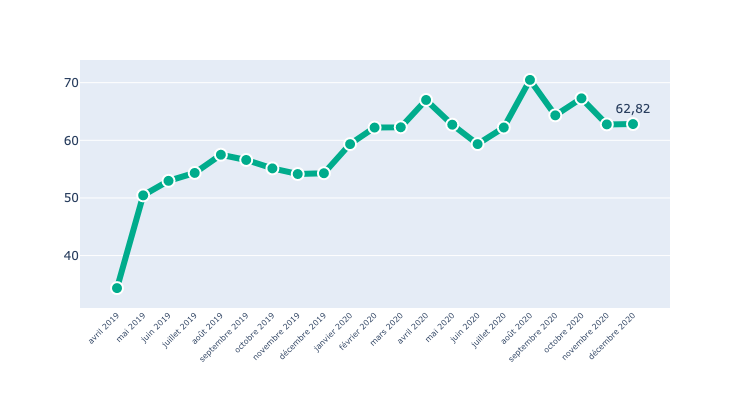 70
60
50
40
62,82
avril 2019
mai 2019
juin 2019
juillet 2019
août 2019
septembre 2019
octobre 2019
novembre 2019
décembre 2019
janvier 2020
février 2020
mars 2020
avril 2020
mai 2020
juin 2020
juillet 2020
août 2020
septembre 2020
octobre 2020
novembre 2020
décembre 2020